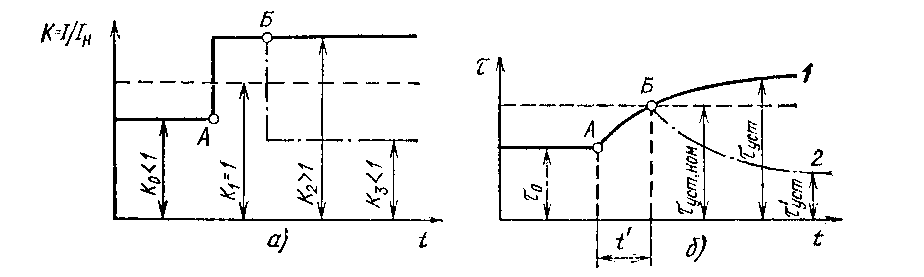 K=I/Iн
Б
А
K₀<1
K₁=1
K₂>1
K₃<1
t
а)
τ
1
Б
А
2
τ₀
τуст.ном
τуст
τ'уст
t'
t
б)